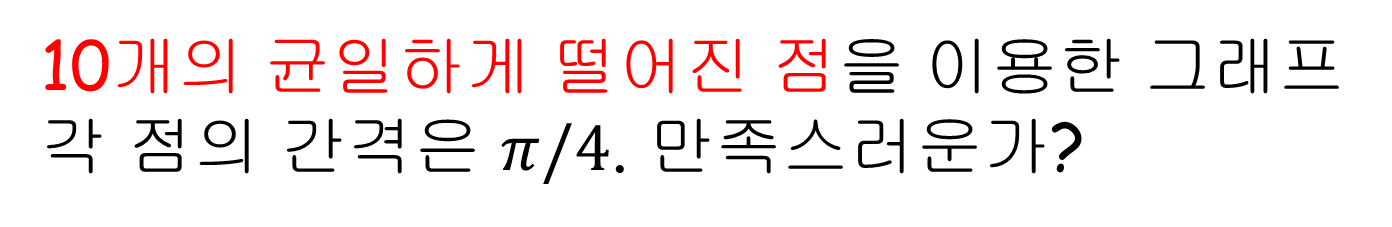 10개의 균일하게 떨어진 점을 이용한 그래프
각 점의 간격은 π/4. 만족스러운가?